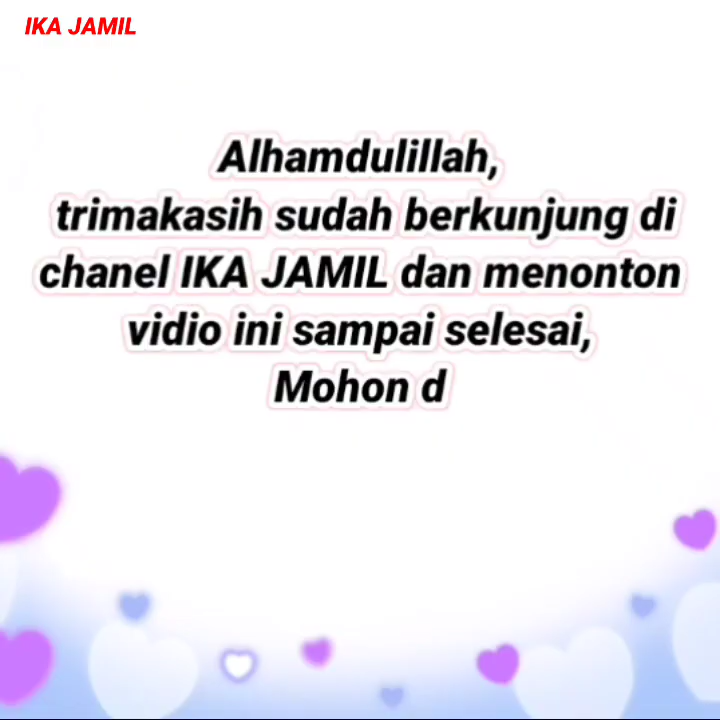 IKA JAMIL
Alhamdulillah,
trimakasih sudah berkunjung di
chanel IKA JAMIL dan menonton
vidio ini sampai selesai,
Mohon d